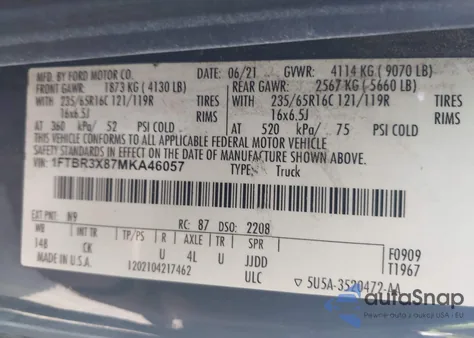 MFD. BY FORD MOTOR CO. DATE: 06/21 GVWR: 4114 KG ( 9070 LB)
FRONT GAWR: 1873 KG ( 4130 LB) REAR GAWR: 2567 KG ( 5660 LB)
WITH 235/65R16C 121/119R TIRES WITH 235/65R16C 121/119R TIRES
16x6.5J RIMS 16x6.5J RIMS
AT 360 kPa/ 52 PSI COLD AT 520 kPa/ 75 PSI COLD
THIS VEHICLE CONFORMS TO ALL APPLICABLE FEDERAL MOTOR VEHICLE
SAFETY STANDARDS IN EFFECT ON THE DATE OF MANUFACTURE SHOWN ABOVE.
VIN: 1FTBR3X87MKA46057 TYPE: Truck
EXT PNT: N9 RC: 87 DSO: 2208
WB INT TR TP/PS R AXLE TR SPR F0909
148 CK U 4L U JJDD T1967
MADE IN U.S.A. 1202104217462 ULC ▽ 5U5A-3520472-AA
autoSnap
Pewne auta z aukcji USA i EU